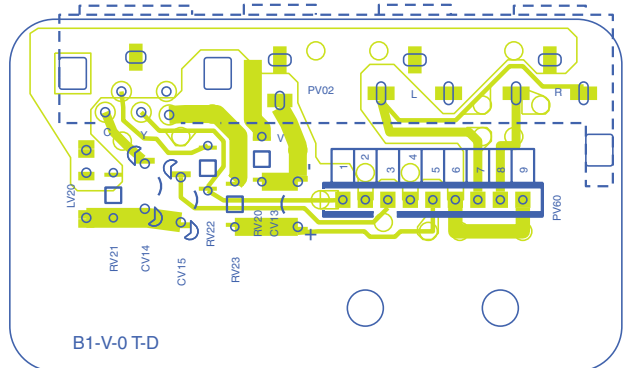 PV02
L
R
C
Y
V
1 2 3 4 5 6 7 8 9
LV20
RV21
CV14
CV15
RV22
RV23
RV20
CV13
+
PV60
B1-V-0 T-D